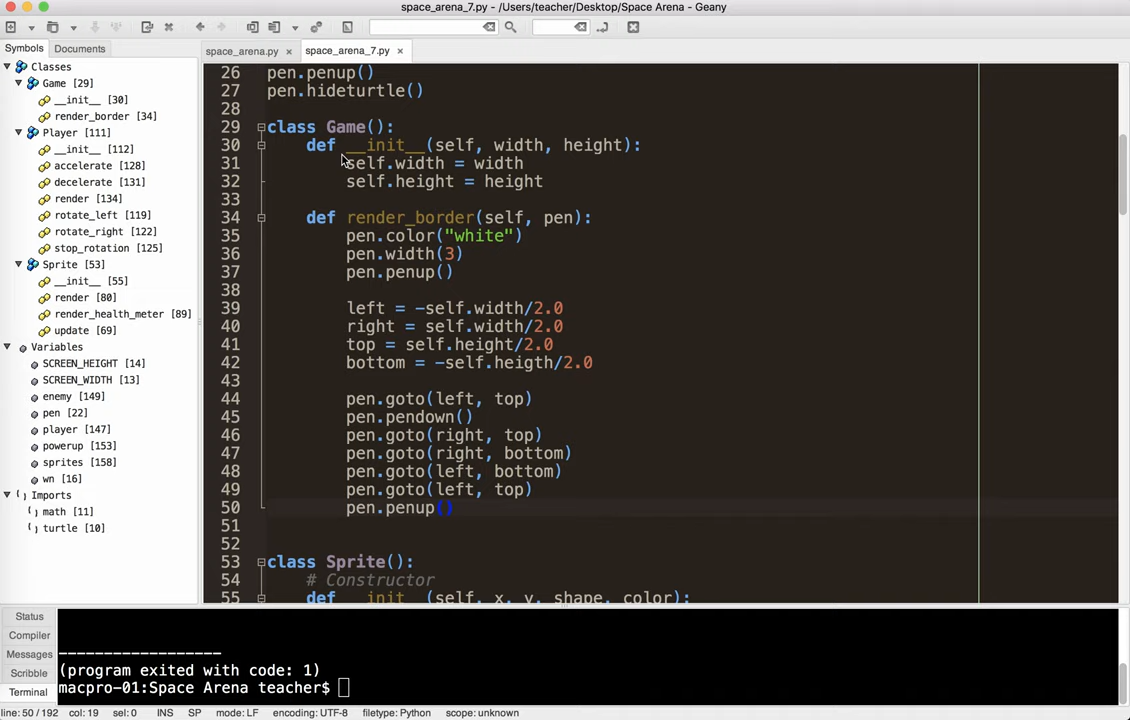 space_arena_7.py - /Users/teacher/Desktop/Space Arena - Geany
Symbols Documents
space_arena.py × space_arena_7.py ×
Classes
Game [29]
__init__ [30]
render_border [34]
Player [111]
__init__ [112]
accelerate [128]
decelerate [131]
render [134]
rotate_left [119]
rotate_right [122]
stop_rotation [125]
Sprite [53]
__init__ [55]
render [80]
render_health_meter [89]
update [69]
Variables
SCREEN_HEIGHT [14]
SCREEN_WIDTH [13]
enemy [149]
pen [22]
player [147]
powerup [153]
sprites [158]
wn [16]
Imports
math [11]
turtle [10]
26 pen.penup()
27 pen.hideturtle()
28
29 class Game():
30 def __init__(self, width, height):
31 self.width = width
32 self.height = height
33
34 def render_border(self, pen):
35 pen.color("white")
36 pen.width(3)
37 pen.penup()
38
39 left = -self.width/2.0
40 right = self.width/2.0
41 top = self.height/2.0
42 bottom = -self.heigth/2.0
43
44 pen.goto(left, top)
45 pen.pendown()
46 pen.goto(right, top)
47 pen.goto(right, bottom)
48 pen.goto(left, bottom)
49 pen.goto(left, top)
50 pen.penup()
51
52
53 class Sprite():
54 # Constructor
55 def __init__(self, x, y, shape, color):
Status
Compiler
Messages
Scribble
Terminal
------------------
(program exited with code: 1)
macpro-01:Space Arena teacher$
line: 50 / 192 col: 19 sel: 0 INS SP mode: LF encoding: UTF-8 filetype: Python scope: unknown